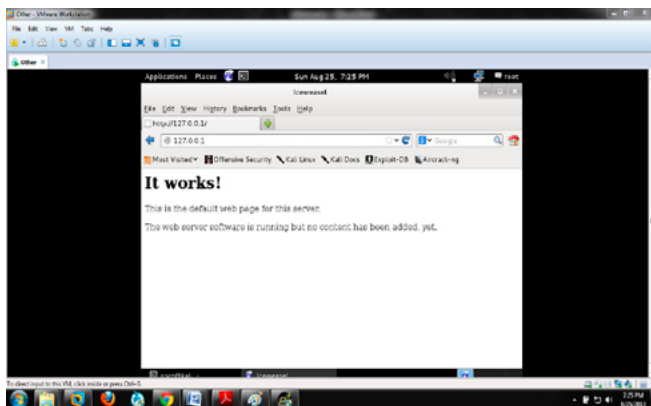 Other - VMware Workstation
File Edit View VM Tabs Help
Other ×
Applications Places Sun Aug 25, 7:25 PM root
Iceweasel
File Edit View History Bookmarks Tools Help
http://127.0.0.1/
127.0.0.1 Google
Most Visited Offensive Security Kali Linux Kali Docs Exploit-DB Aircrack-ng
It works!
This is the default web page for this server.
The web server software is running but no content has been added, yet.
Iceweasel
To direct input to this VM, click inside or press Ctrl+G.
7:25 PM
8/25/2013